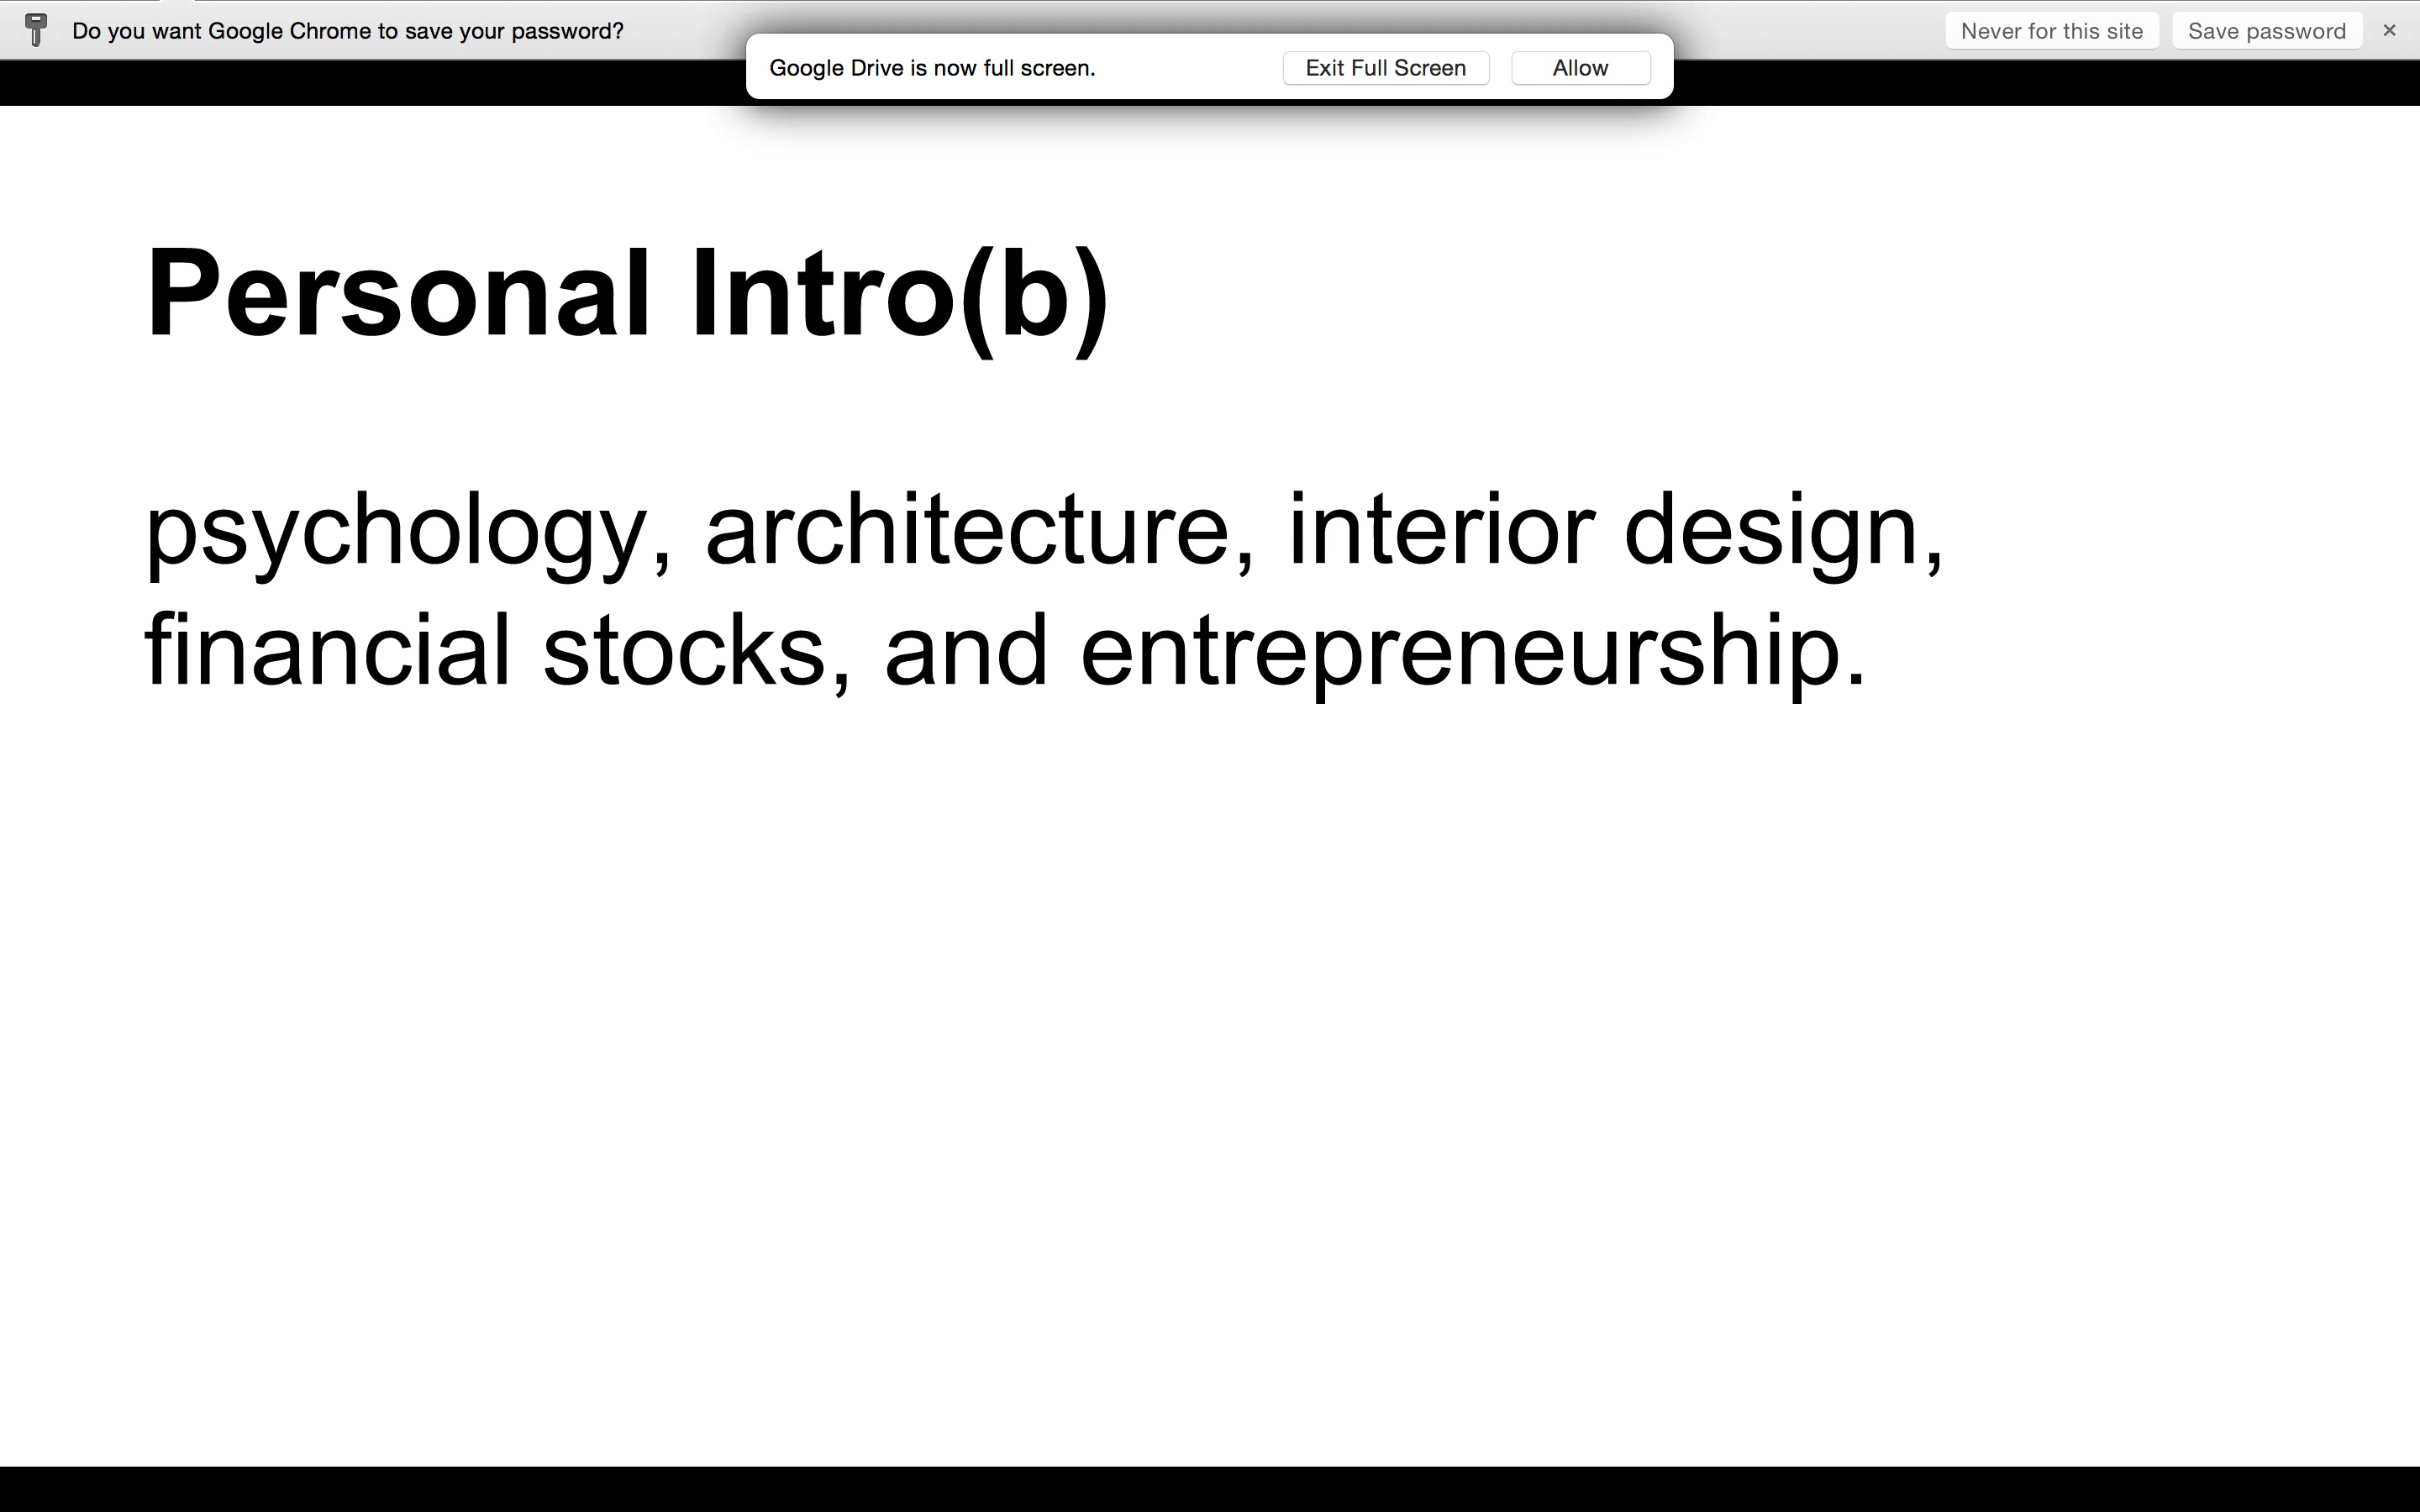 Do you want Google Chrome to save your password?
Never for this site
Save password
×
Google Drive is now full screen.
Exit Full Screen
Allow
Personal Intro(b)
psychology, architecture, interior design,
financial stocks, and entrepreneurship.